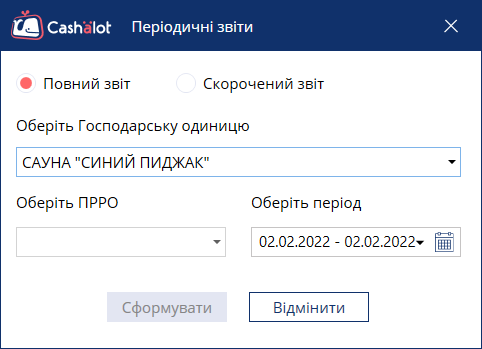 Cashalot Періодичні звіти
Повний звіт Скорочений звіт
Оберіть Господарську одиницю
САУНА "СИНИЙ ПИДЖАК"
Оберіть ПРРО Оберіть період
02.02.2022 - 02.02.2022
Сформувати Відмінити